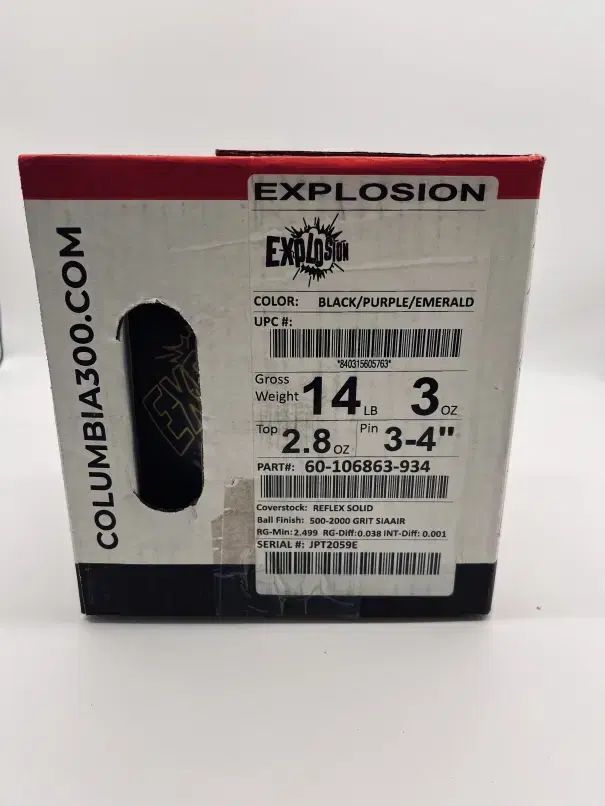 COLUMBIA300.COM
EXPLOSION
EXPLOSION
COLOR: BLACK/PURPLE/EMERALD
UPC #:
*840315605763*
Gross Weight 14 LB 3 OZ
Top 2.8 OZ Pin 3-4"
PART#: 60-106863-934
Coverstock: REFLEX SOLID
Ball Finish: 500-2000 GRIT SIAAIR
RG-Min: 2.499 RG-Diff: 0.038 INT-Diff: 0.001
SERIAL #: JPT2059E